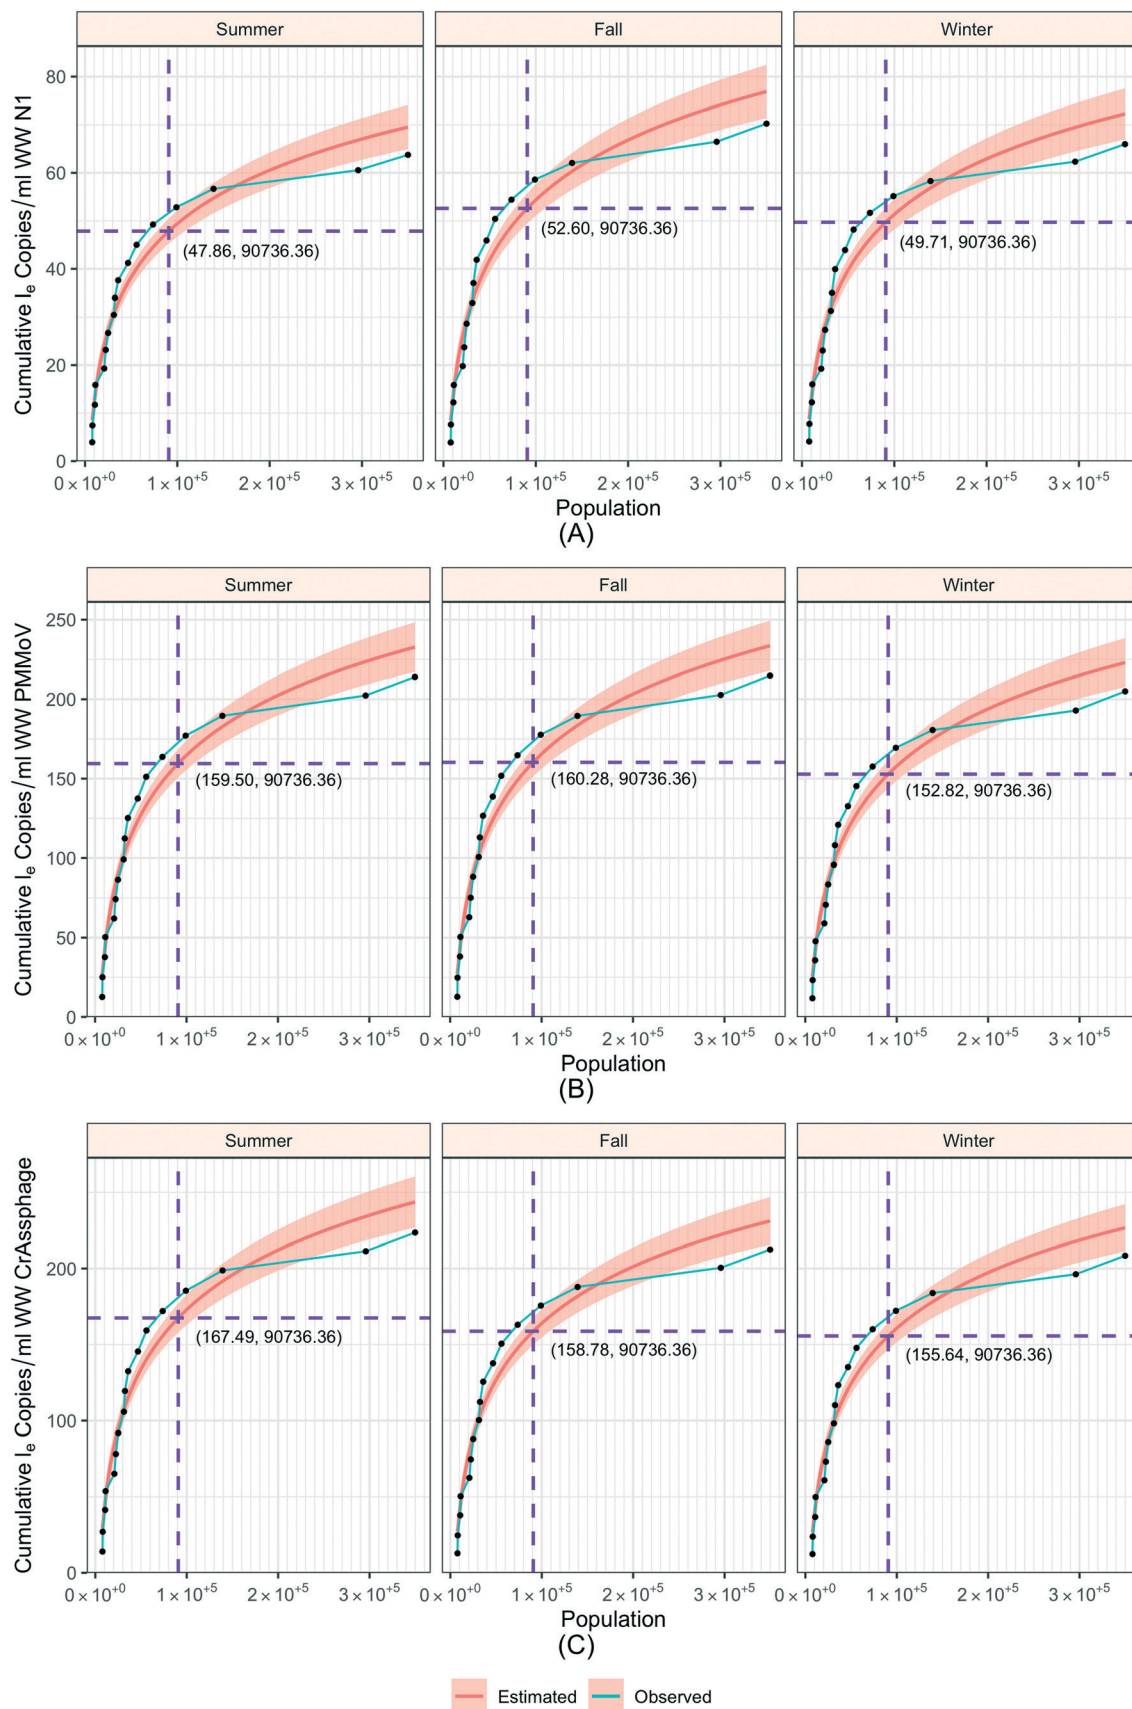 Summer Fall Winter
Cumulative Iₑ Copies/ml WW N1
80
60
40
20
0
(47.86, 90736.36) (52.60, 90736.36) (49.71, 90736.36)
0 × 10⁺⁰ 1 × 10⁺⁵ 2 × 10⁺⁵ 3 × 10⁺⁵ 0 × 10⁺⁰ 1 × 10⁺⁵ 2 × 10⁺⁵ 3 × 10⁺⁵ 0 × 10⁺⁰ 1 × 10⁺⁵ 2 × 10⁺⁵ 3 × 10⁺⁵
Population
(A)
Summer Fall Winter
Cumulative Iₑ Copies/ml WW PMMoV
250
200
150
100
50
0
(159.50, 90736.36) (160.28, 90736.36) (152.82, 90736.36)
0 × 10⁺⁰ 1 × 10⁺⁵ 2 × 10⁺⁵ 3 × 10⁺⁵ 0 × 10⁺⁰ 1 × 10⁺⁵ 2 × 10⁺⁵ 3 × 10⁺⁵ 0 × 10⁺⁰ 1 × 10⁺⁵ 2 × 10⁺⁵ 3 × 10⁺⁵
Population
(B)
Summer Fall Winter
Cumulative Iₑ Copies/ml WW CrAssphage
200
100
0
(167.49, 90736.36) (158.78, 90736.36) (155.64, 90736.36)
0 × 10⁺⁰ 1 × 10⁺⁵ 2 × 10⁺⁵ 3 × 10⁺⁵ 0 × 10⁺⁰ 1 × 10⁺⁵ 2 × 10⁺⁵ 3 × 10⁺⁵ 0 × 10⁺⁰ 1 × 10⁺⁵ 2 × 10⁺⁵ 3 × 10⁺⁵
Population
(C)
Estimated Observed